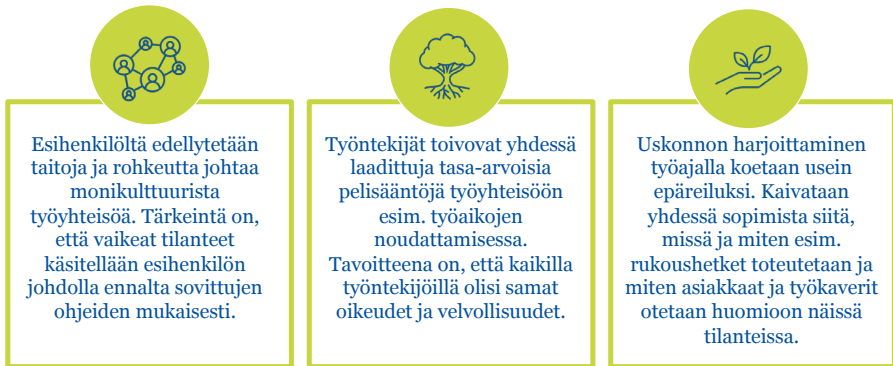 Esihenkilöltä edellytetään
taitoja ja rohkeutta johtaa
monikulttuurista
työyhteisöä. Tärkeintä on,
että vaikeat tilanteet
käsitellään esihenkilön
johdolla ennalta sovittujen
ohjeiden mukaisesti.
Työntekijät toivovat yhdessä
laadittuja tasa-arvoisia
pelisääntöjä työyhteisöön
esim. työaikojen
noudattamisessa.
Tavoitteena on, että kaikilla
työntekijöillä olisi samat
oikeudet ja velvollisuudet.
Uskonnon harjoittaminen
työajalla koetaan usein
epäreiluksi. Kaivataan
yhdessä sopimista siitä,
missä ja miten esim.
rukoushetket toteutetaan ja
miten asiakkaat ja työkaverit
otetaan huomioon näissä
tilanteissa.